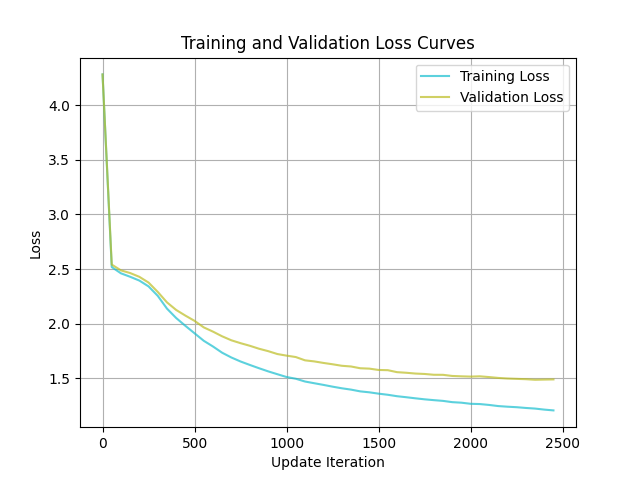 Training and Validation Loss Curves
Training Loss
Validation Loss
4.0
3.5
3.0
2.5
2.0
1.5
Loss
0 500 1000 1500 2000 2500
Update Iteration